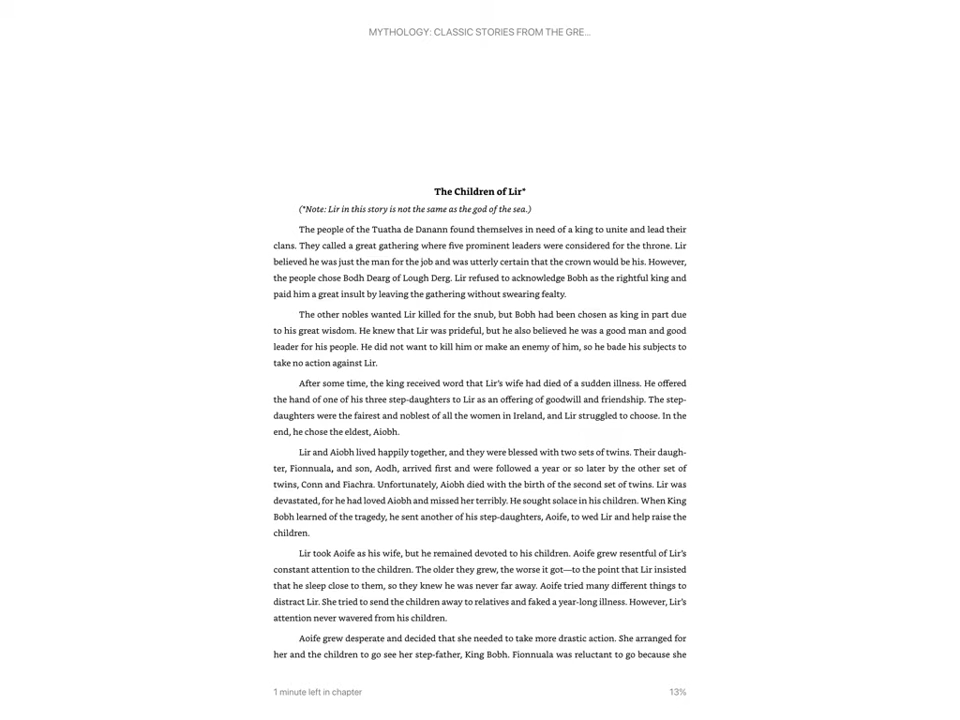 MYTHOLOGY: CLASSIC STORIES FROM THE GRE...
The Children of Lir*
(*Note: Lir in this story is not the same as the god of the sea.)
The people of the Tuatha de Danann found themselves in need of a king to unite and lead their
clans. They called a great gathering where five prominent leaders were considered for the throne. Lir
believed he was just the man for the job and was utterly certain that the crown would be his. However,
the people chose Bodh Dearg of Lough Derg. Lir refused to acknowledge Bobh as the rightful king and
paid him a great insult by leaving the gathering without swearing fealty.
The other nobles wanted Lir killed for the snub, but Bobh had been chosen as king in part due
to his great wisdom. He knew that Lir was prideful, but he also believed he was a good man and good
leader for his people. He did not want to kill him or make an enemy of him, so he bade his subjects to
take no action against Lir.
After some time, the king received word that Lir's wife had died of a sudden illness. He offered
the hand of one of his three step-daughters to Lir as an offering of goodwill and friendship. The step-
daughters were the fairest and noblest of all the women in Ireland, and Lir struggled to choose. In the
end, he chose the eldest, Aiobh.
Lir and Aiobh lived happily together, and they were blessed with two sets of twins. Their daugh-
ter, Fionnuala, and son, Aodh, arrived first and were followed a year or so later by the other set of
twins, Conn and Fiachra. Unfortunately, Aiobh died with the birth of the second set of twins. Lir was
devastated, for he had loved Aiobh and missed her terribly. He sought solace in his children. When King
Bobh learned of the tragedy, he sent another of his step-daughters, Aoife, to wed Lir and help raise the
children.
Lir took Aoife as his wife, but he remained devoted to his children. Aoife grew resentful of Lir's
constant attention to the children. The older they grew, the worse it got—to the point that Lir insisted
that he sleep close to them, so they knew he was never far away. Aoife tried many different things to
distract Lir. She tried to send the children away to relatives and faked a year-long illness. However, Lir's
attention never wavered from his children.
Aoife grew desperate and decided that she needed to take more drastic action. She arranged for
her and the children to go see her step-father, King Bobh. Fionnuala was reluctant to go because she
1 minute left in chapter
13%